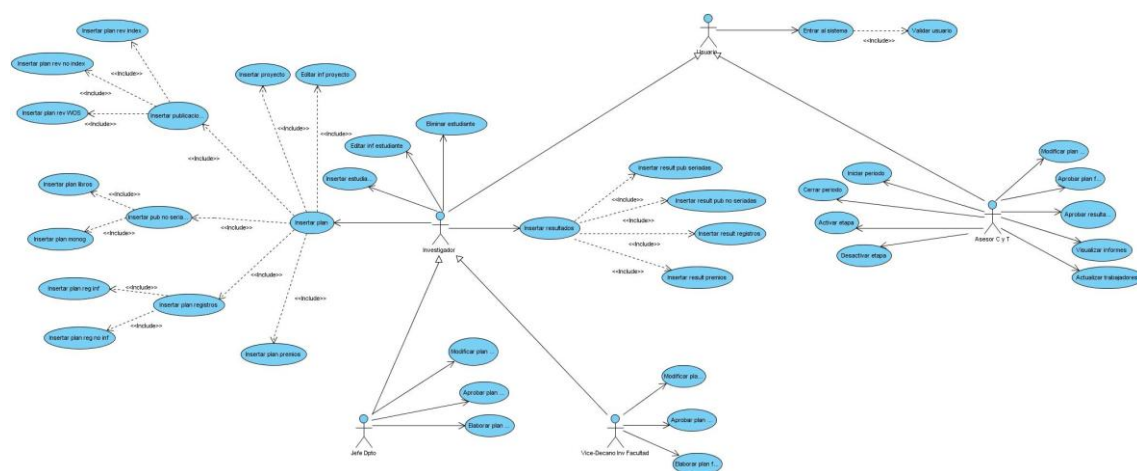 Insertar plan rev index
Insertar plan rev no index
<<Include>>
<<Include>>
Insertar plan rev WOS
<<Include>>
Insertar publicacio...
<<Include>>
Insertar proyecto
Editar inf proyecto
<<Include>>
<<Include>>
Insertar plan libros
<<Include>>
Insertar pub no seria...
<<Include>>
Insertar plan monog
<<Include>>
Insertar plan
Insertar plan reg inf
<<Include>>
Insertar plan registros
<<Include>>
Insertar plan reg no inf
<<Include>>
<<Include>>
Insertar plan premios
Eliminar estudiante
Editar inf estudiante
Insertar estudia...
Investigador
Insertar resultados
Insertar result pub seriadas
<<Include>>
Insertar result pub no seriadas
<<Include>>
Insertar result registros
<<Include>>
Insertar result premios
<<Include>>
Usuario
Entrar al sistema
<<Include>>
Validar usuario
Iniciar periodo
Cerrar periodo
Activar etapa
Desactivar etapa
Asesor C y T
Modificar plan ...
Aprobar plan f...
Aprobar resulta...
Visualizar informes
Actualizar trabajadores
Modificar plan ...
Aprobar plan ...
Elaborar plan ...
Jefe Dpto
Modificar pla...
Aprobar plan ...
Elaborar plan f...
Vice-Decano Inv Facultad